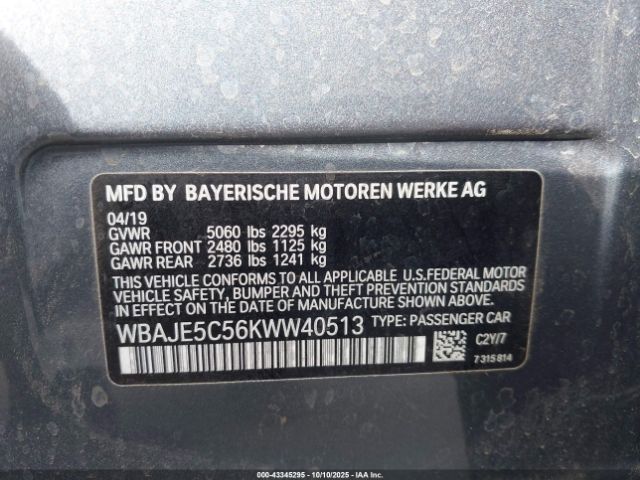 MFD BY BAYERISCHE MOTOREN WERKE AG
04/19
GVWR 5060 lbs 2295 kg
GAWR FRONT 2480 lbs 1125 kg
GAWR REAR 2736 lbs 1241 kg
THIS VEHICLE CONFORMS TO ALL APPLICABLE U.S.FEDERAL MOTOR
VEHICLE SAFETY, BUMPER AND THEFT PREVENTION STANDARDS
IN EFFECT ON THE DATE OF MANUFACTURE SHOWN ABOVE.
WBAJE5C56KWW40513 TYPE: PASSENGER CAR
C2Y/7
7315814
000-43345295 - 10/10/2025 - IAA Inc.